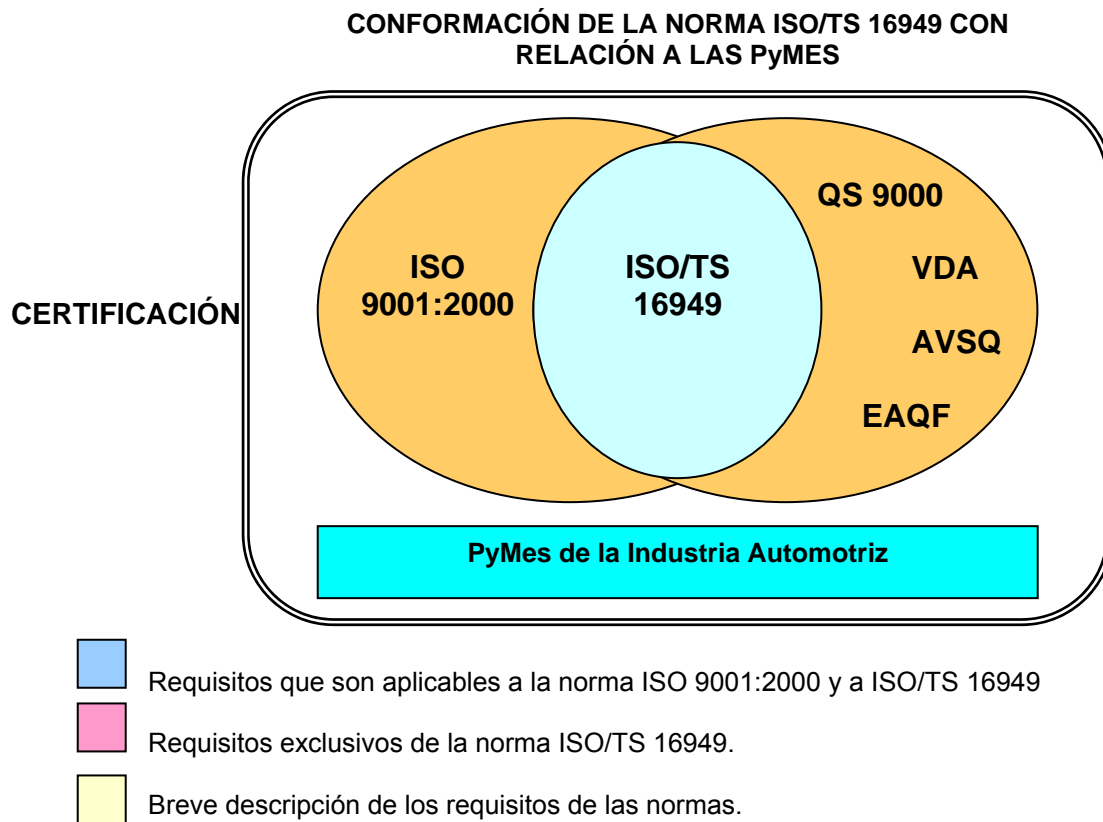 CONFORMACIÓN DE LA NORMA ISO/TS 16949 CON
RELACIÓN A LAS PyMES
QS 9000
ISO
9001:2000
ISO/TS
16949
VDA
CERTIFICACIÓN
AVSQ
EAQF
PyMes de la Industria Automotriz
Requisitos que son aplicables a la norma ISO 9001:2000 y a ISO/TS 16949
Requisitos exclusivos de la norma ISO/TS 16949.
Breve descripción de los requisitos de las normas.